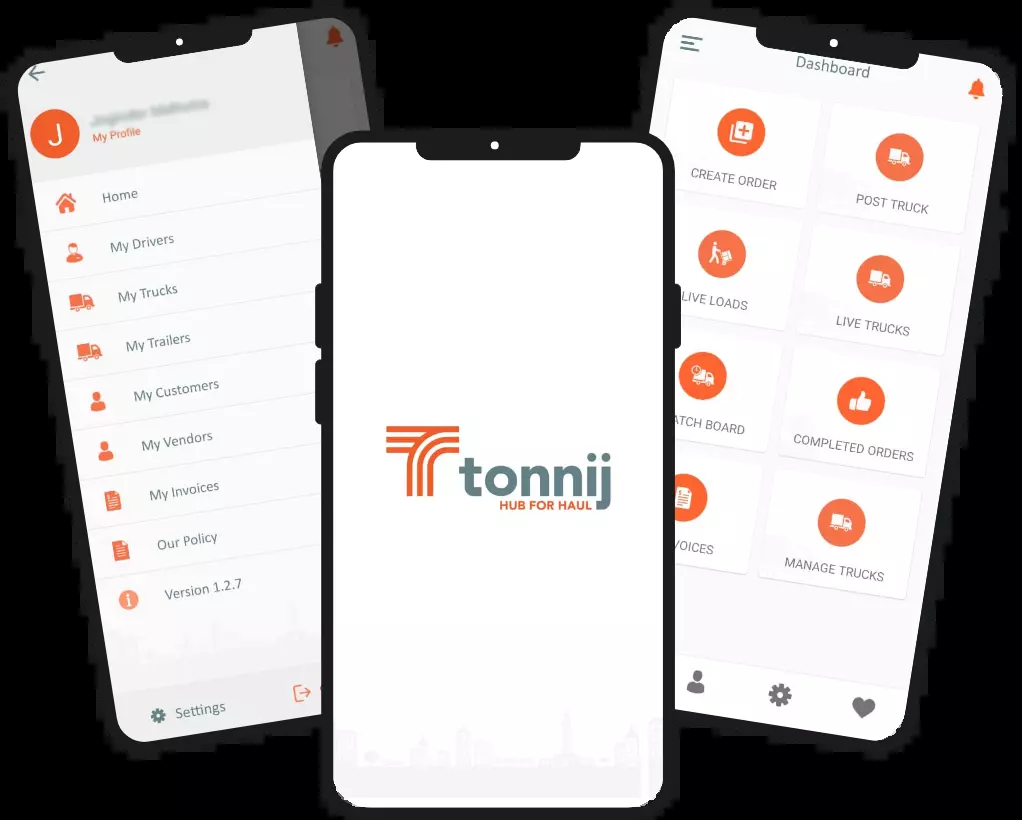 J
My Profile
Home
My Drivers
My Trucks
My Trailers
My Customers
My Vendors
My Invoices
Our Policy
Version 1.2.7
Settings
tonnij
HUB FOR HAUL
Dashboard
CREATE ORDER
POST TRUCK
LIVE LOADS
LIVE TRUCKS
ATCH BOARD
COMPLETED ORDERS
VOICES
MANAGE TRUCKS